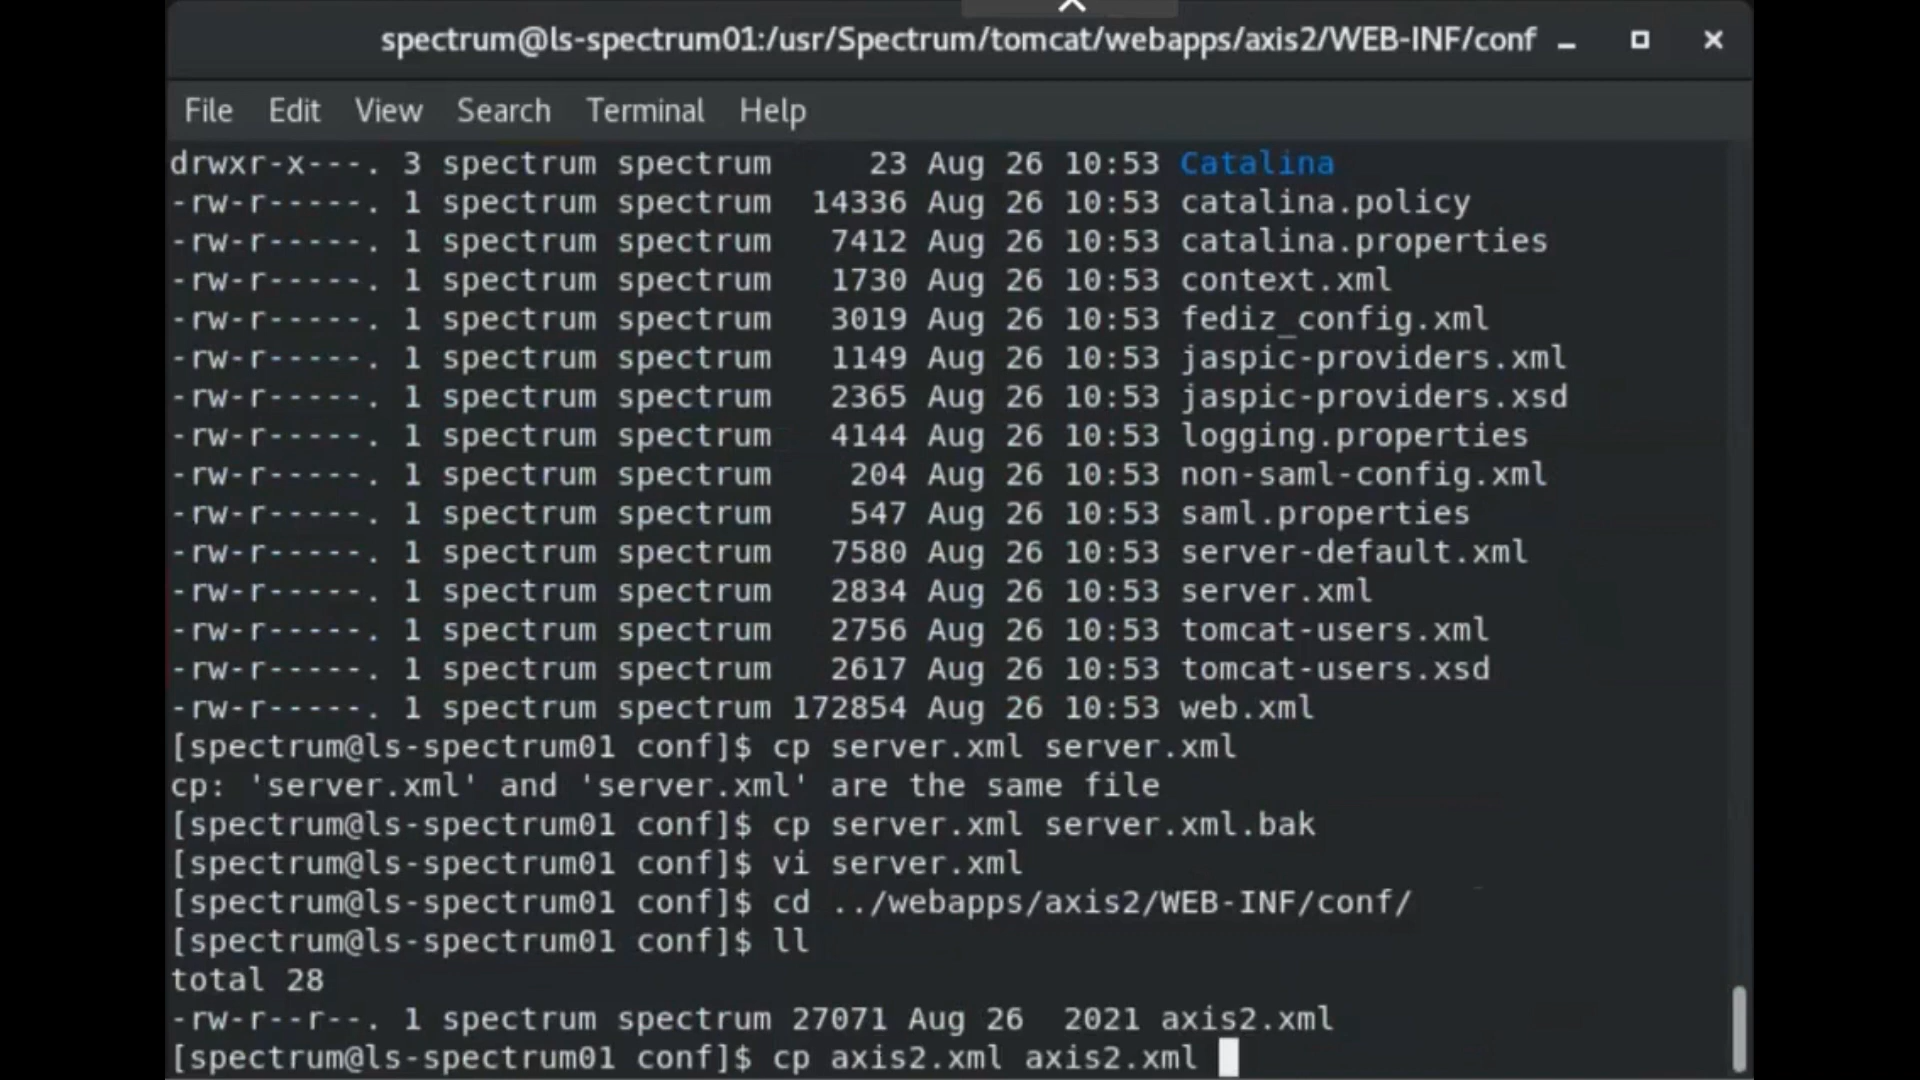 spectrum@ls-spectrum01:/usr/Spectrum/tomcat/webapps/axis2/WEB-INF/conf
File Edit View Search Terminal Help
drwxr-x---. 3 spectrum spectrum 23 Aug 26 10:53 Catalina
-rw-r-----. 1 spectrum spectrum 14336 Aug 26 10:53 catalina.policy
-rw-r-----. 1 spectrum spectrum 7412 Aug 26 10:53 catalina.properties
-rw-r-----. 1 spectrum spectrum 1730 Aug 26 10:53 context.xml
-rw-r-----. 1 spectrum spectrum 3019 Aug 26 10:53 fediz_config.xml
-rw-r-----. 1 spectrum spectrum 1149 Aug 26 10:53 jaspic-providers.xml
-rw-r-----. 1 spectrum spectrum 2365 Aug 26 10:53 jaspic-providers.xsd
-rw-r-----. 1 spectrum spectrum 4144 Aug 26 10:53 logging.properties
-rw-r-----. 1 spectrum spectrum 204 Aug 26 10:53 non-saml-config.xml
-rw-r-----. 1 spectrum spectrum 547 Aug 26 10:53 saml.properties
-rw-r-----. 1 spectrum spectrum 7580 Aug 26 10:53 server-default.xml
-rw-r-----. 1 spectrum spectrum 2834 Aug 26 10:53 server.xml
-rw-r-----. 1 spectrum spectrum 2756 Aug 26 10:53 tomcat-users.xml
-rw-r-----. 1 spectrum spectrum 2617 Aug 26 10:53 tomcat-users.xsd
-rw-r-----. 1 spectrum spectrum 172854 Aug 26 10:53 web.xml
[spectrum@ls-spectrum01 conf]$ cp server.xml server.xml
cp: 'server.xml' and 'server.xml' are the same file
[spectrum@ls-spectrum01 conf]$ cp server.xml server.xml.bak
[spectrum@ls-spectrum01 conf]$ vi server.xml
[spectrum@ls-spectrum01 conf]$ cd ../webapps/axis2/WEB-INF/conf/
[spectrum@ls-spectrum01 conf]$ ll
total 28
-rw-r--r--. 1 spectrum spectrum 27071 Aug 26 2021 axis2.xml
[spectrum@ls-spectrum01 conf]$ cp axis2.xml axis2.xml